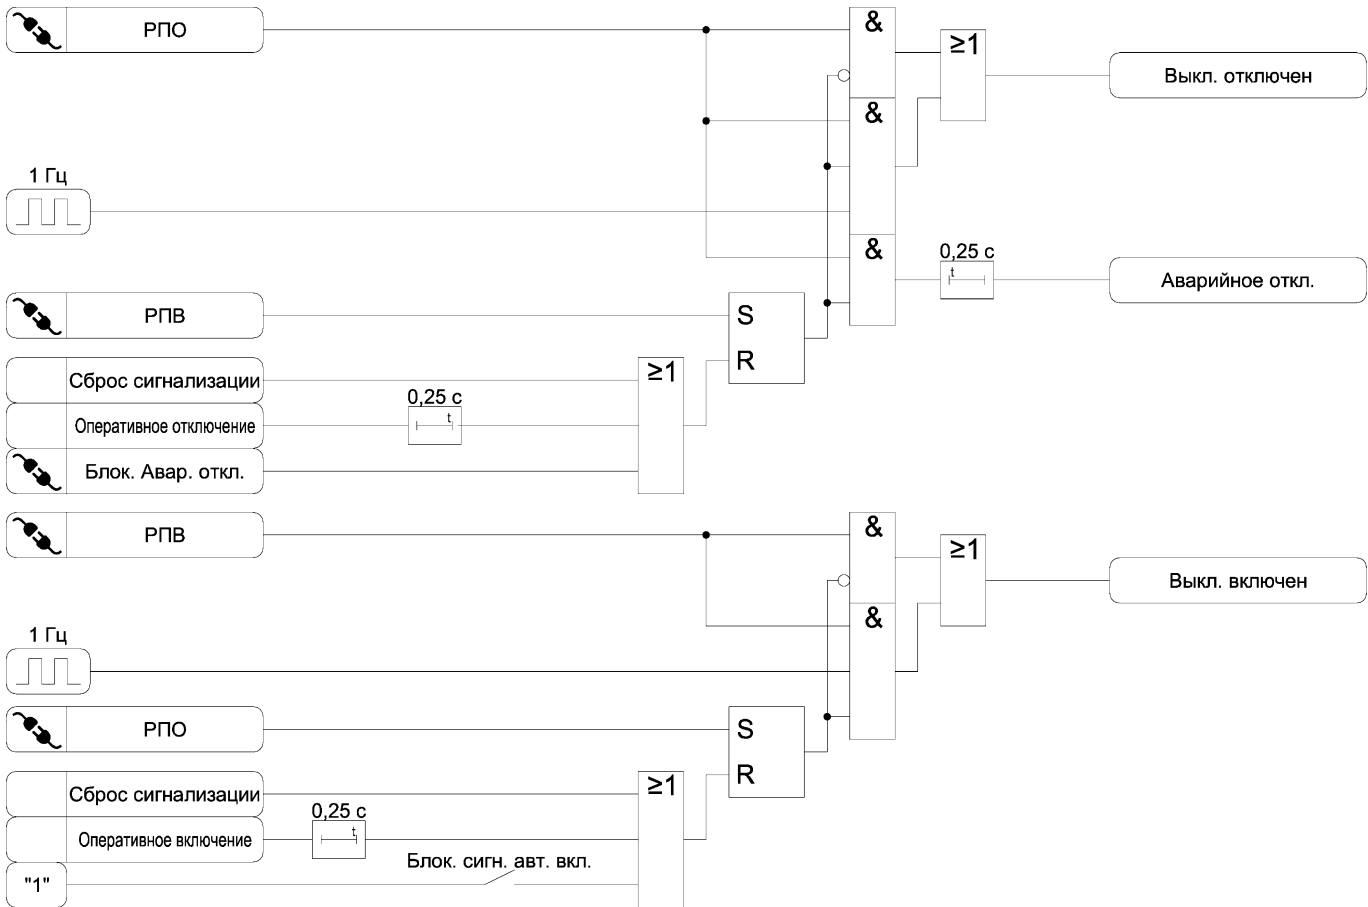 РПО
&
≥1
Выкл. отключен
&
1 Гц
&
0,25 с
t
Аварийное откл.
РПВ
S
R
Сброс сигнализации
≥1
0,25 с
t
Оперативное отключение
Блок. Авар. откл.
РПВ
&
≥1
Выкл. включен
&
1 Гц
РПО
S
R
Сброс сигнализации
≥1
0,25 с
t
Оперативное включение
Блок. сигн. авт. вкл.
"1"